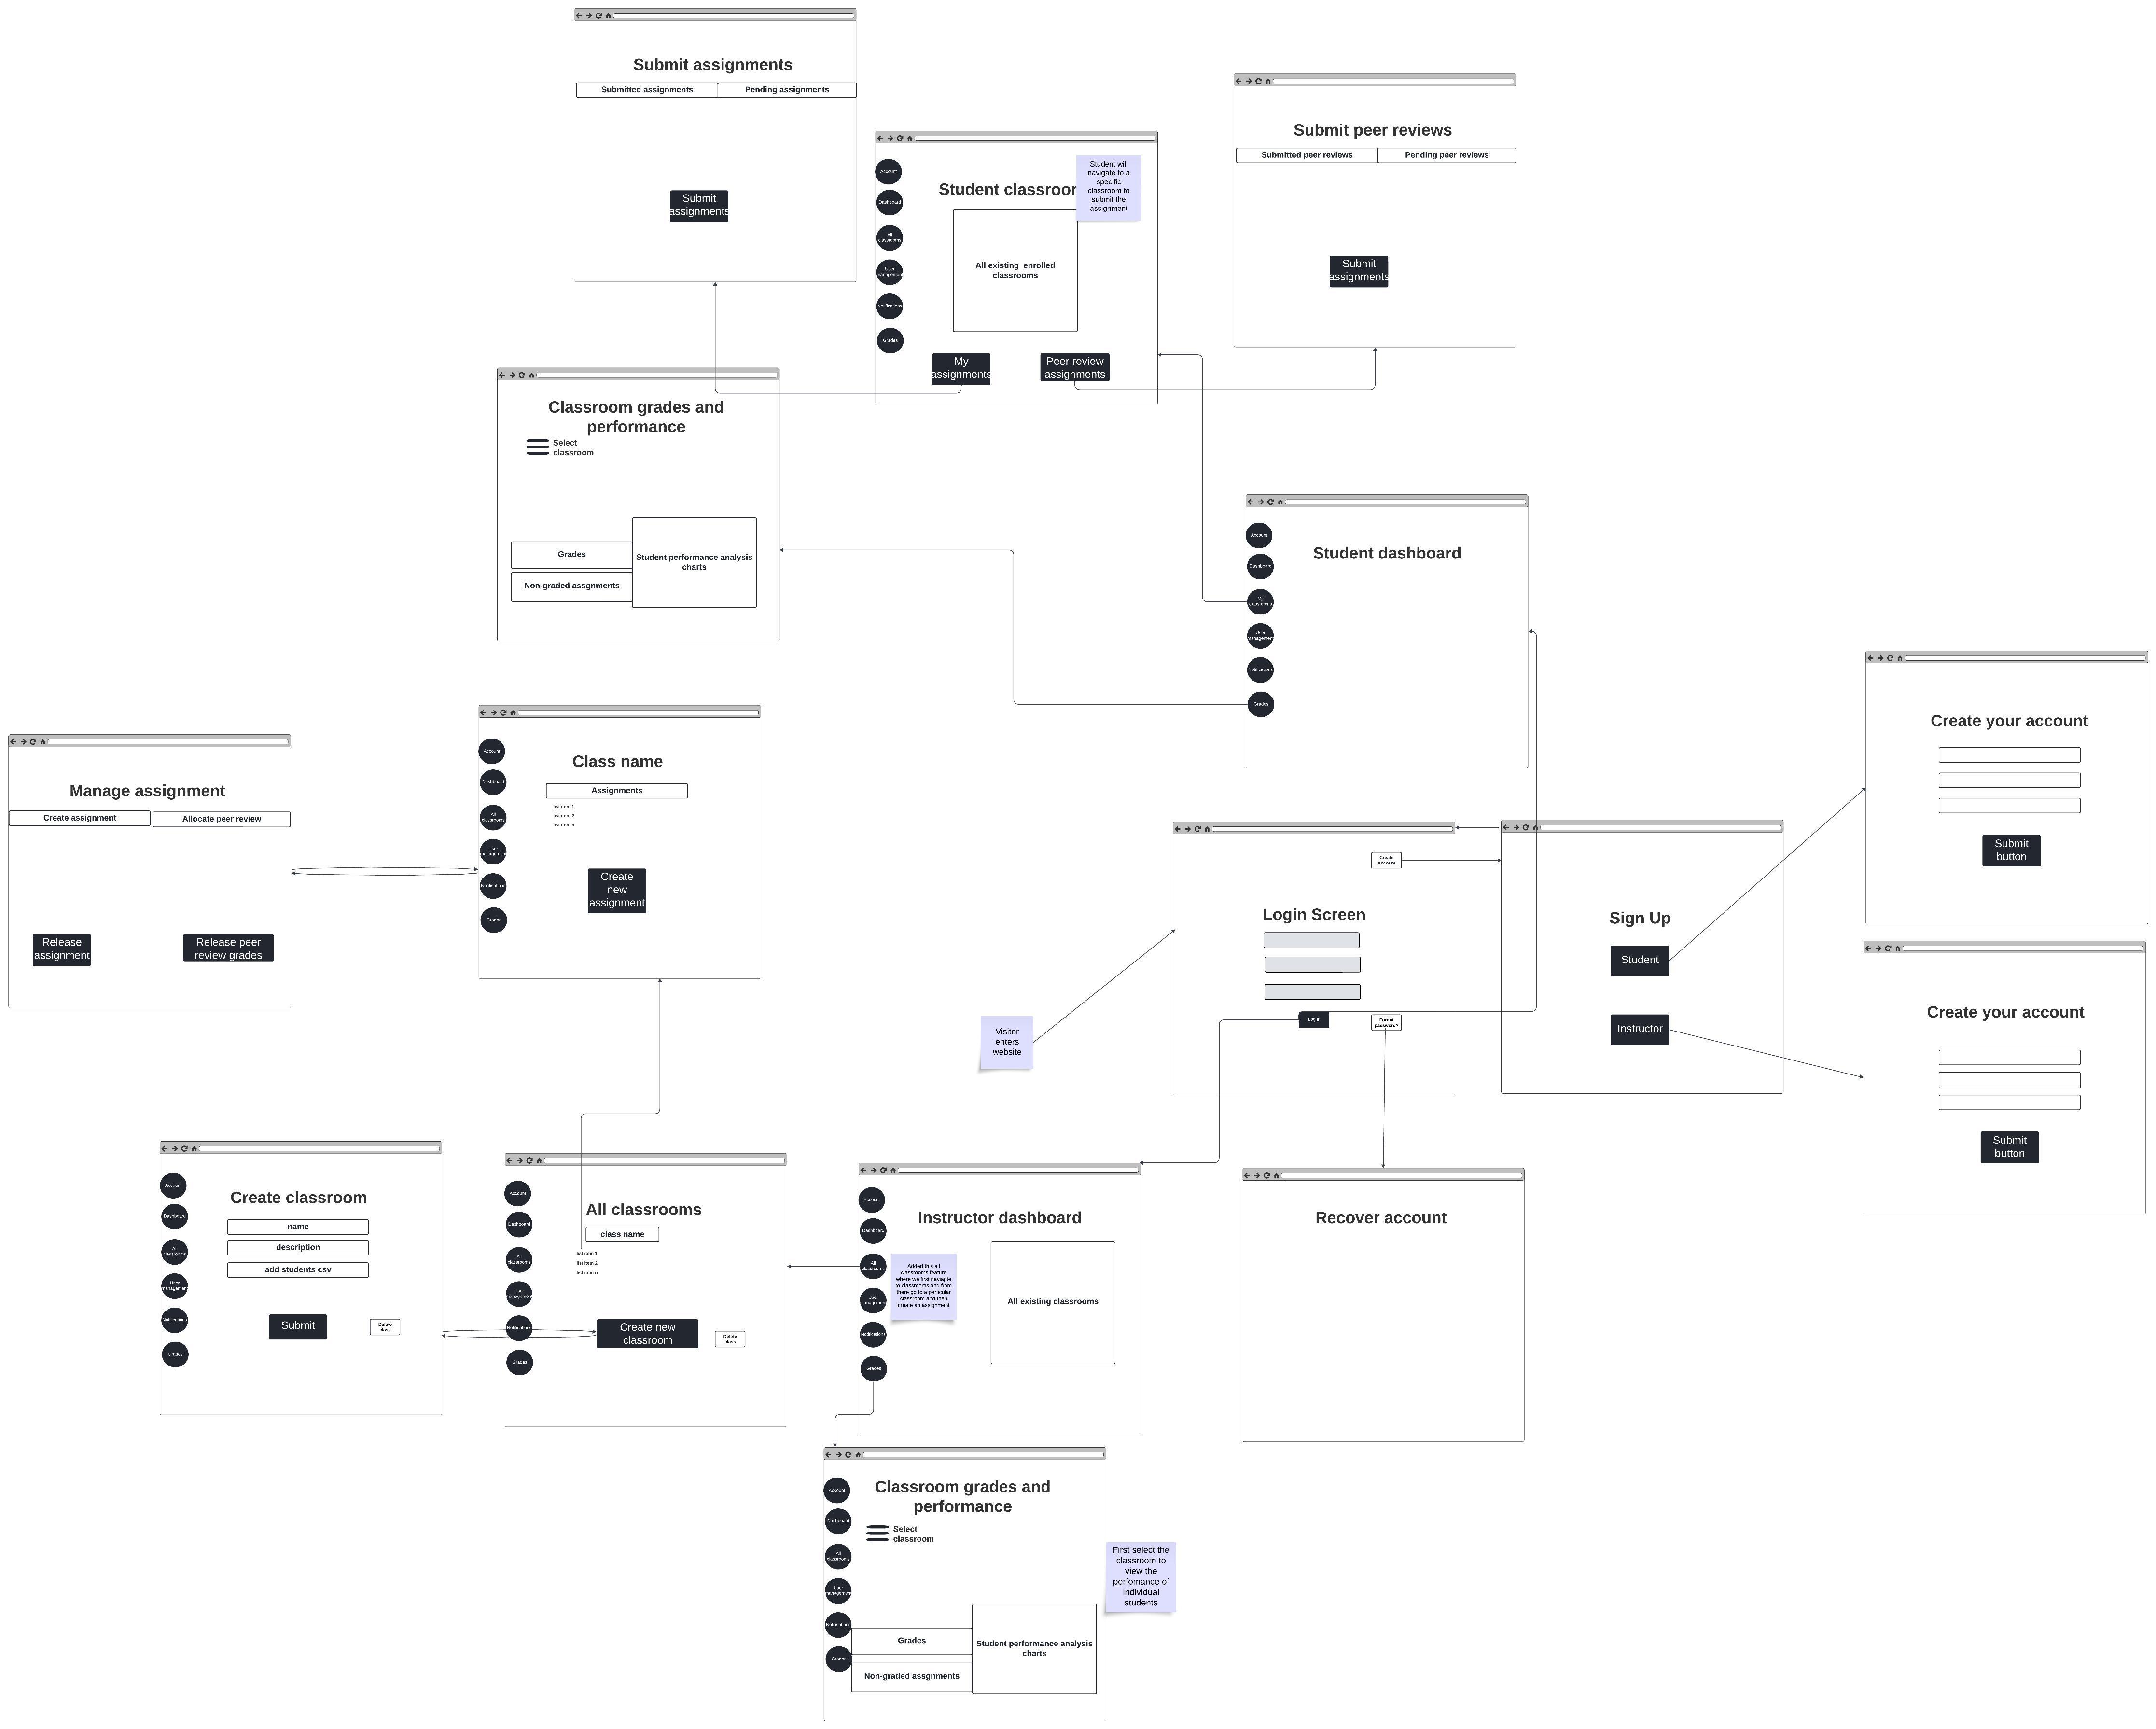 Submit assignments
Submitted assignments
Pending assignments
Submit
assignments
Submit peer reviews
Submitted peer reviews
Pending peer reviews
Submit
assignments
Account
Dashboard
All
classrooms
User
management
Notifications
Grades
Student classroom
Student will
navigate to a
specific
classroom to
submit the
assignment
All existing enrolled
classrooms
My
assignments
Peer review
assignments
Classroom grades and
performance
Select
classroom
Grades
Non-graded assgnments
Student performance analysis
charts
Account
Dashboard
My
classrooms
User
management
Notifications
Grades
Student dashboard
Create your account
Submit
button
Manage assignment
Create assignment
Allocate peer review
Release
assignment
Release peer
review grades
Account
Dashboard
All
classrooms
User
management
Notifications
Grades
Class name
Assignments
list item 1
list item 2
list item n
Create
new
assignment
Create
Account
Login Screen
Log in
Forgot
password?
Sign Up
Student
Instructor
Create your account
Submit
button
Visitor
enters
website
Account
Dashboard
All
classrooms
User
management
Notifications
Grades
Create classroom
name
description
add students csv
Submit
Delete
class
Account
Dashboard
All
classrooms
User
management
Notifications
Grades
All classrooms
class name
list item 1
list item 2
list item n
Create new
classroom
Delete
class
Account
Dashboard
All
classrooms
User
management
Notifications
Grades
Instructor dashboard
Added this all
classrooms feature
where we first naviagte
to classrooms and from
there go to a particular
classroom and then
create an assignment
All existing classrooms
Recover account
Account
Dashboard
All
classrooms
User
management
Notifications
Grades
Classroom grades and
performance
Select
classroom
Grades
Non-graded assgnments
Student performance analysis
charts
First select the
classroom to
view the
perfomance of
individual
students